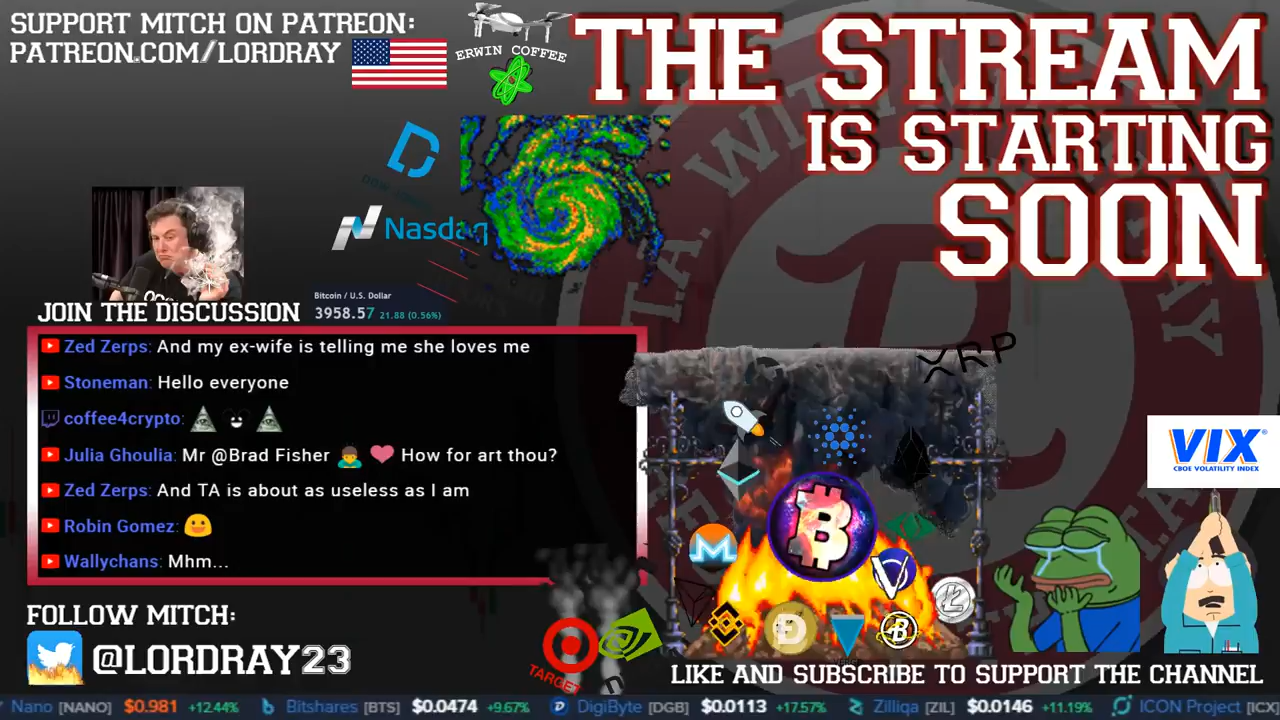 SUPPORT MITCH ON PATREON:
PATREON.COM/LORDRAY
ERWIN COFFEE
THE STREAM
IS STARTING
SOON
DOW JONES
Nasdaq
JOIN THE DISCUSSION
Bitcoin / U.S. Dollar
3958.57 21.88 (0.56%)
Zed Zerps: And my ex-wife is telling me she loves me
Stoneman: Hello everyone
coffee4crypto:
Julia Ghoulia: Mr @Brad Fisher How for art thou?
Zed Zerps: And TA is about as useless as I am
Robin Gomez:
Wallychans: Mhm...
XRP
VIX
CBOE VOLATILITY INDEX
FOLLOW MITCH:
@LORDRAY23
TARGET
LIKE AND SUBSCRIBE TO SUPPORT THE CHANNEL
Nano [NANO] $0.981 +12.44% Bitshares [BTS] $0.0474 +9.67% DigiByte [DGB] $0.0113 +17.57% Zilliqa [ZIL] $0.0146 +11.19% ICON Project [ICX]